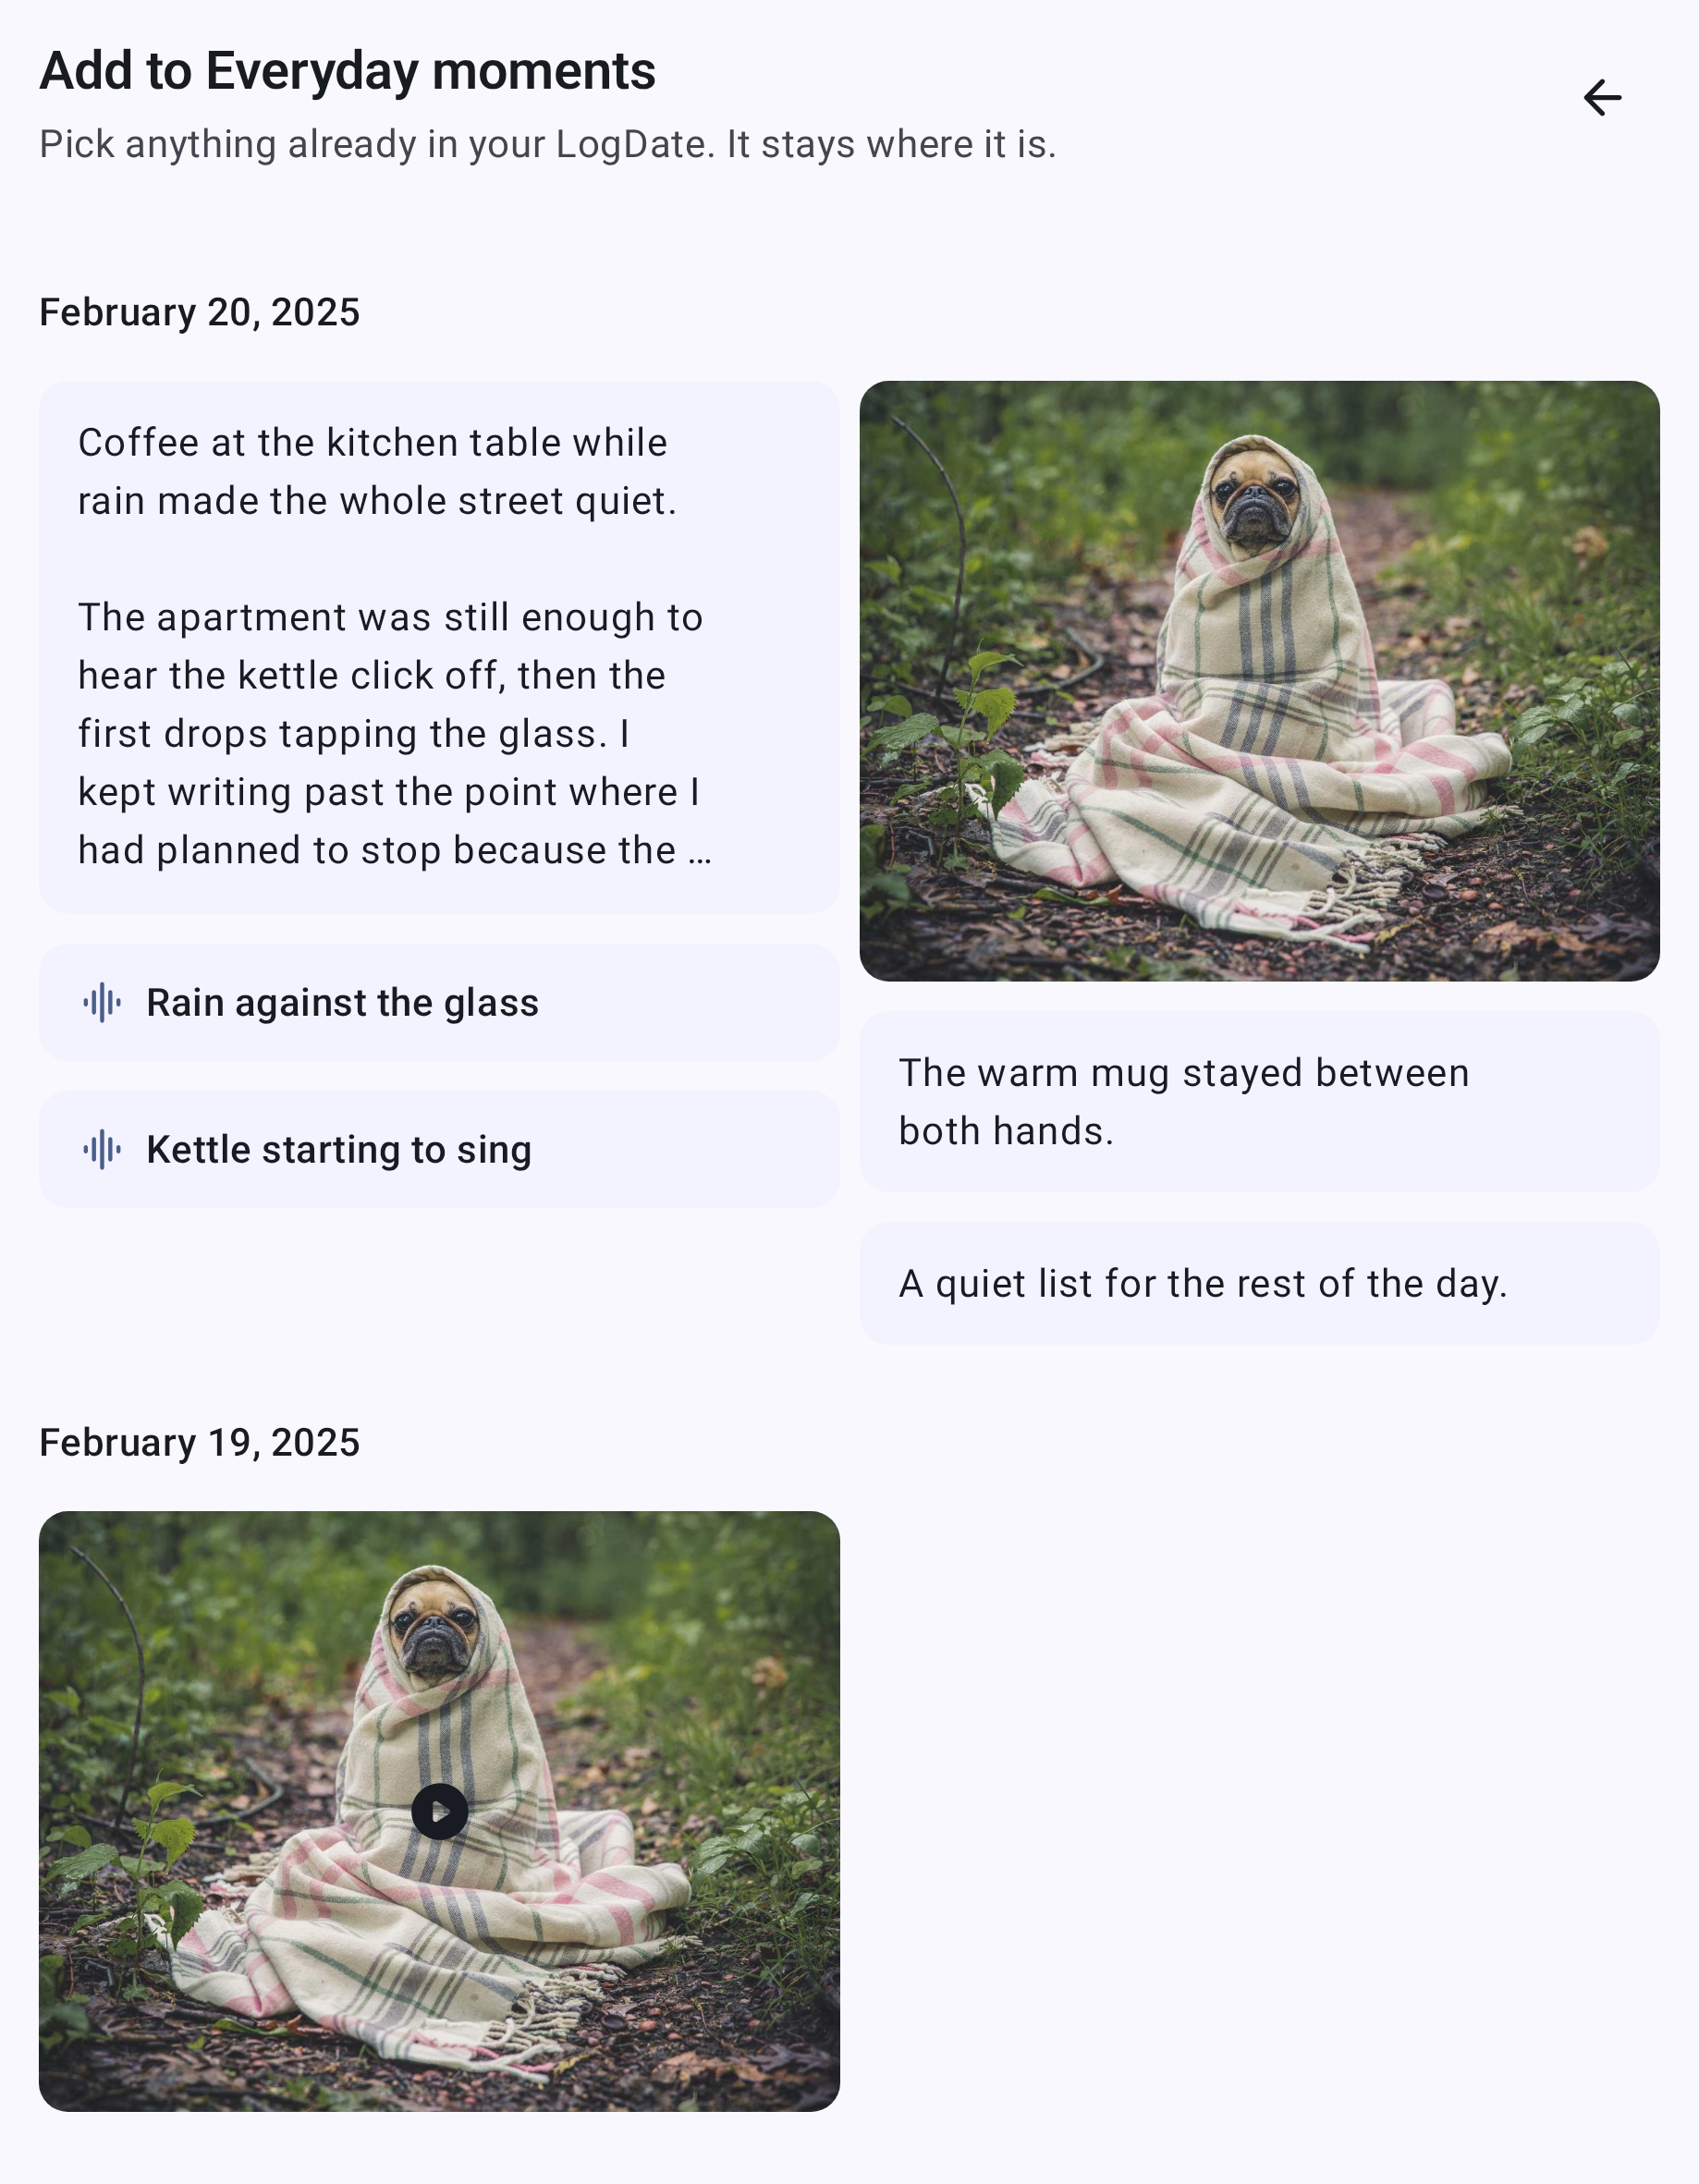 Add to Everyday moments
Pick anything already in your LogDate. It stays where it is.
February 20, 2025
Coffee at the kitchen table while
rain made the whole street quiet.
The apartment was still enough to
hear the kettle click off, then the
first drops tapping the glass. I
kept writing past the point where I
had planned to stop because the …
Rain against the glass
Kettle starting to sing
The warm mug stayed between
both hands.
A quiet list for the rest of the day.
February 19, 2025